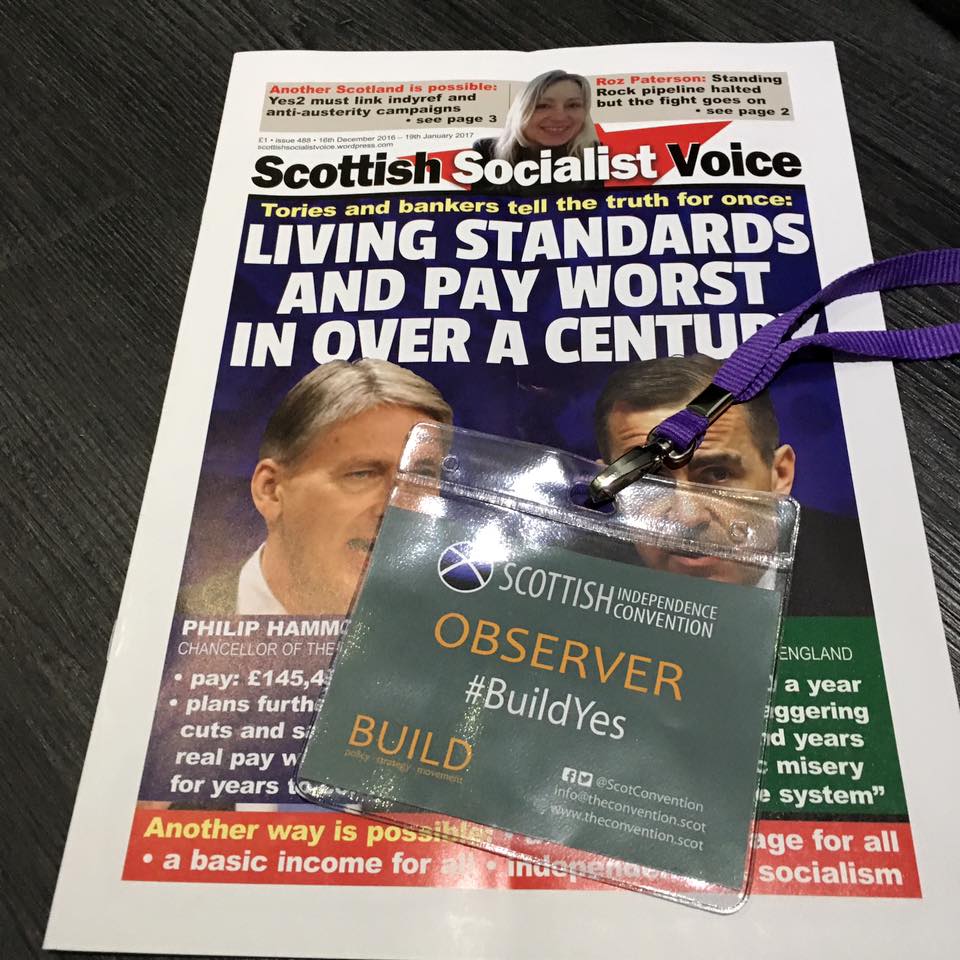 Another Scotland is possible:
Yes2 must link indyref and
anti-austerity campaigns
• see page 3
Roz Paterson: Standing
Rock pipeline halted
but the fight goes on
• see page 2
£1 • issue 488 • 16th December 2016 – 19th January 2017
scottishsocialistvoice.wordpress.com
Scottish Socialist Voice
Tories and bankers tell the truth for once:
LIVING STANDARDS
AND PAY WORST
IN OVER A CENTURY
PHILIP HAMM
CHANCELLOR OF THE
• pay: £145,4
• plans furth
cuts and s
real pay w
for years to
ENGLAND
a year
aggering
d years
c misery
e system”
SCOTTISH INDEPENDENCE
CONVENTION
OBSERVER
#BuildYes
BUILD
policy strategy movement
@ScotConvention
info@theconvention.scot
www.theconvention.scot
Another way is possible: age for all
• a basic income for all • independent socialism